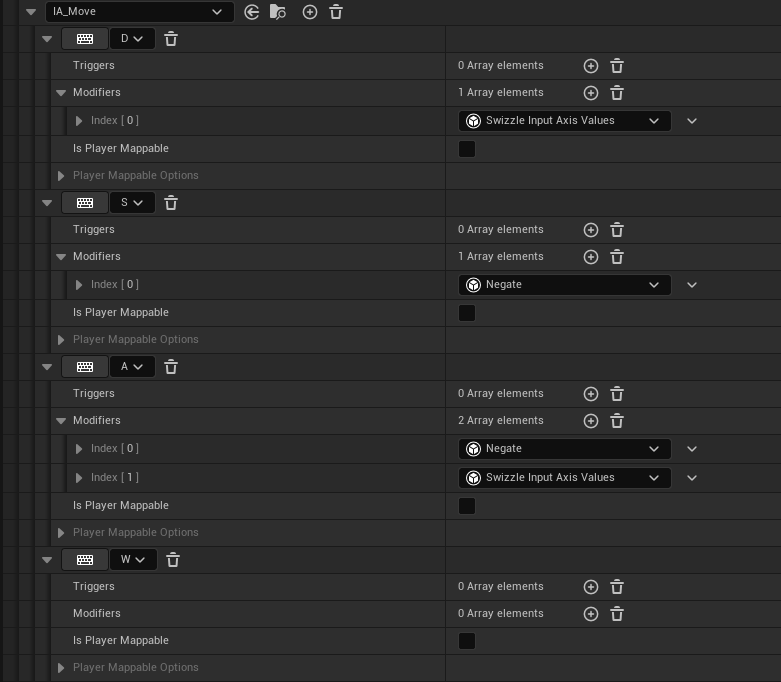 IA_Move
D
Triggers 0 Array elements
Modifiers 1 Array elements
Index [ 0 ] Swizzle Input Axis Values
Is Player Mappable
Player Mappable Options
S
Triggers 0 Array elements
Modifiers 1 Array elements
Index [ 0 ] Negate
Is Player Mappable
Player Mappable Options
A
Triggers 0 Array elements
Modifiers 2 Array elements
Index [ 0 ] Negate
Index [ 1 ] Swizzle Input Axis Values
Is Player Mappable
Player Mappable Options
W
Triggers 0 Array elements
Modifiers 0 Array elements
Is Player Mappable
Player Mappable Options